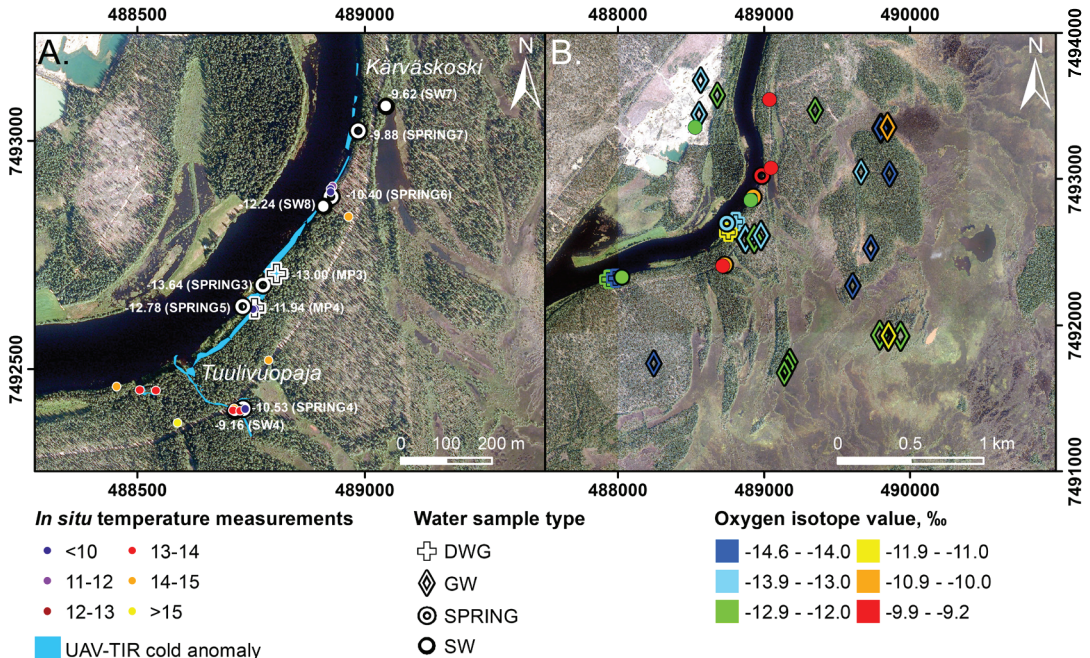 488500 489000 488000 489000 490000
A. N
Kärväskoski
-9.62 (SW7)
-9.88 (SPRING7)
-10.40 (SPRING6)
-12.24 (SW8)
-13.00 (MP3)
-13.64 (SPRING3)
-12.78 (SPRING5)
-11.94 (MP4)
Tuulivuopaja
-10.53 (SPRING4)
-9.16 (SW4)
0 100 200 m
7493000
7492500
B. N
0 0.5 1 km
7494000
7493000
7492000
7491000
488500 489000 488000 489000 490000
In situ temperature measurements
<10 13-14
11-12 14-15
12-13 >15
UAV-TIR cold anomaly
Water sample type
DWG
GW
SPRING
SW
Oxygen isotope value, ‰
-14.6 - -14.0 -11.9 - -11.0
-13.9 - -13.0 -10.9 - -10.0
-12.9 - -12.0 -9.9 - -9.2